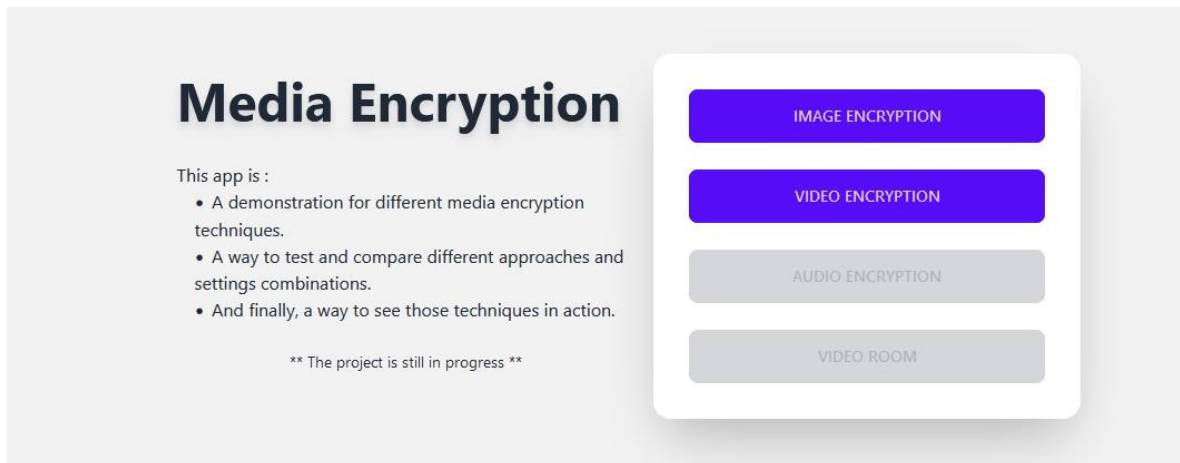 Media Encryption
This app is :
• A demonstration for different media encryption
techniques.
• A way to test and compare different approaches and
settings combinations.
• And finally, a way to see those techniques in action.
** The project is still in progress **
IMAGE ENCRYPTION
VIDEO ENCRYPTION
AUDIO ENCRYPTION
VIDEO ROOM